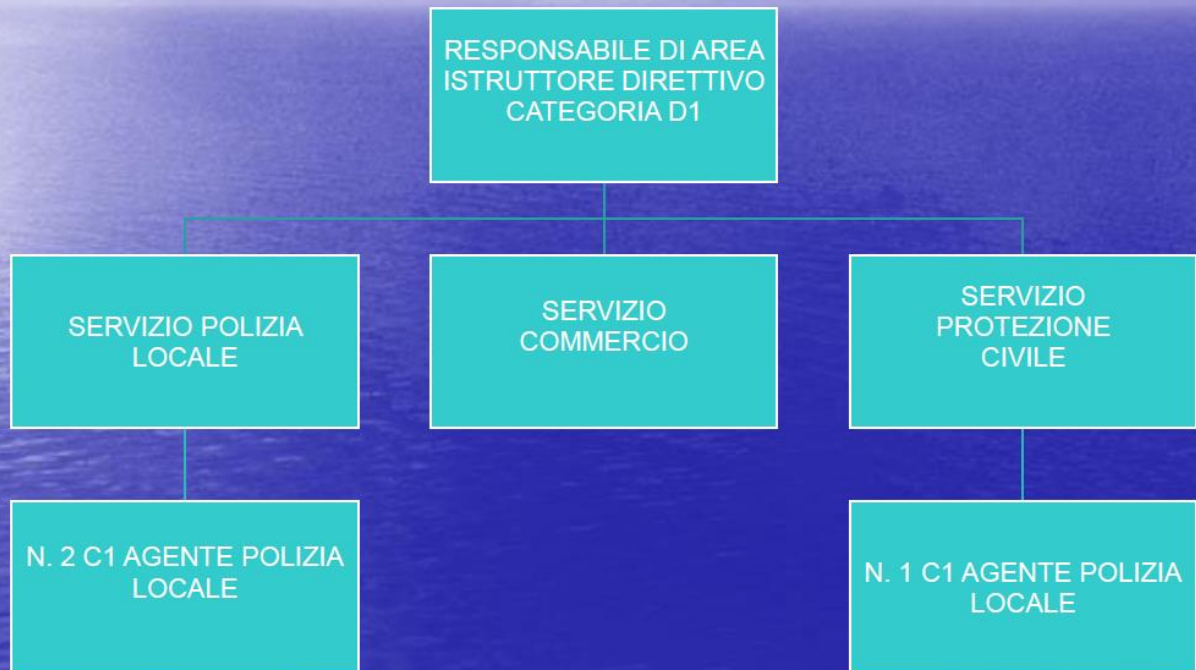 RESPONSABILE DI AREA
ISTRUTTORE DIRETTIVO
CATEGORIA D1
SERVIZIO POLIZIA
LOCALE
SERVIZIO
COMMERCIO
SERVIZIO
PROTEZIONE
CIVILE
N. 2 C1 AGENTE POLIZIA
LOCALE
N. 1 C1 AGENTE POLIZIA
LOCALE